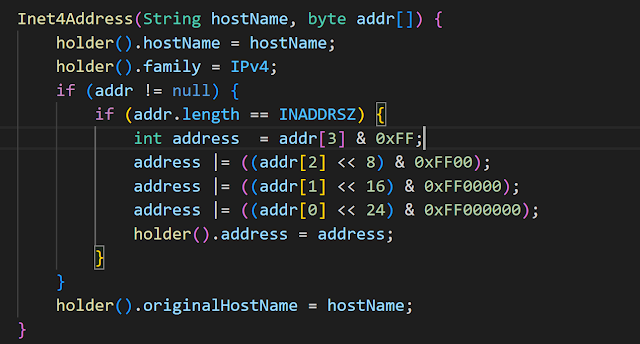 Inet4Address(String hostName, byte addr[]) {
    holder().hostName = hostName;
    holder().family = IPv4;
    if (addr != null) {
        if (addr.length == INADDRSZ) {
            int address  = addr[3] & 0xFF;
            address |= ((addr[2] << 8) & 0xFF00);
            address |= ((addr[1] << 16) & 0xFF0000);
            address |= ((addr[0] << 24) & 0xFF000000);
            holder().address = address;
        }
    }
    holder().originalHostName = hostName;
}